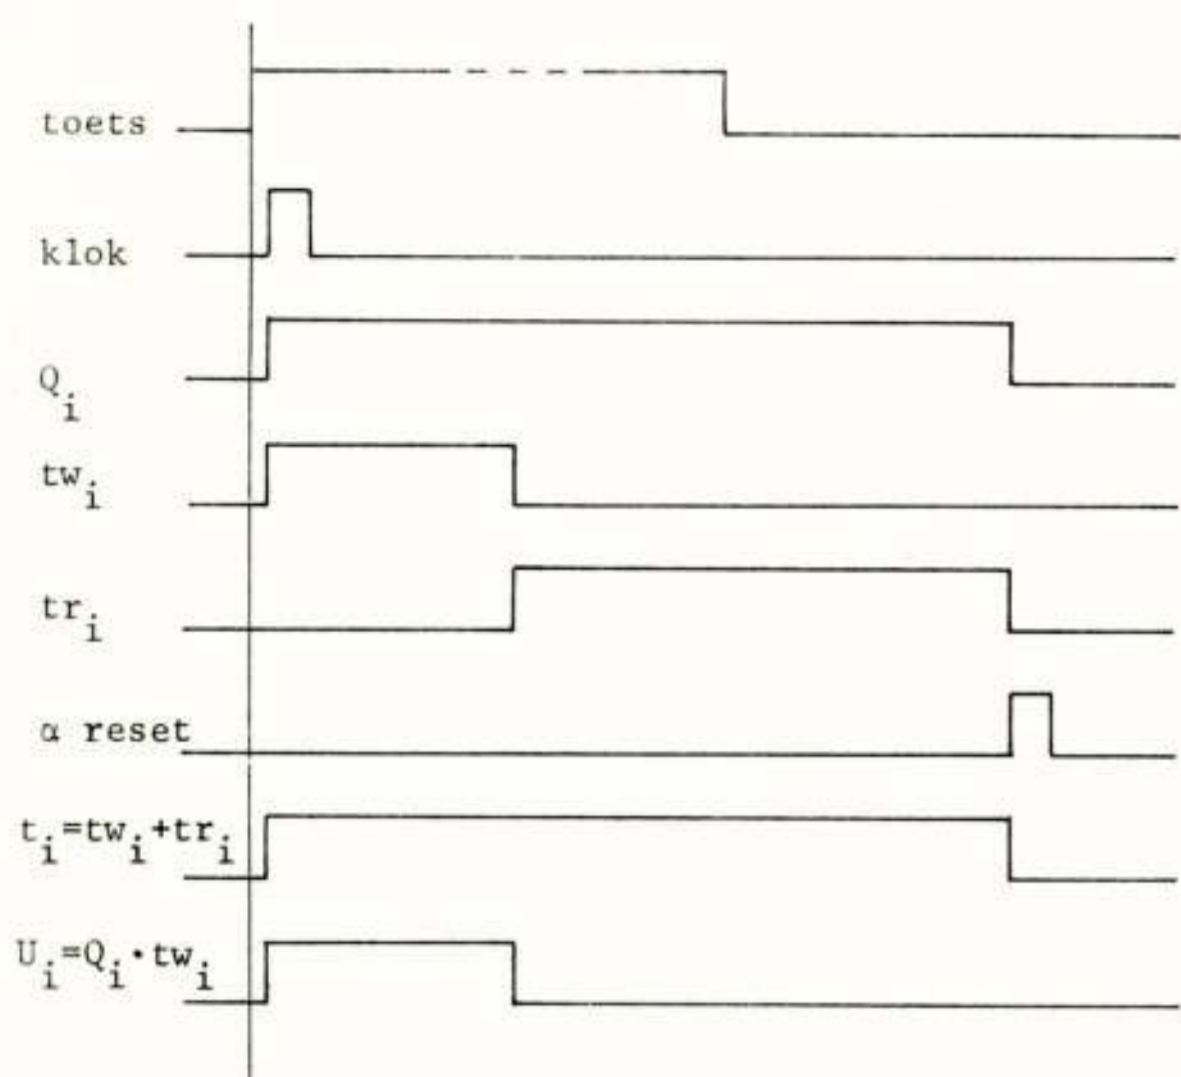 toets
klok
Qᵢ
twᵢ
trᵢ
α reset
tᵢ=twᵢ+trᵢ
Uᵢ=Qᵢ·twᵢ